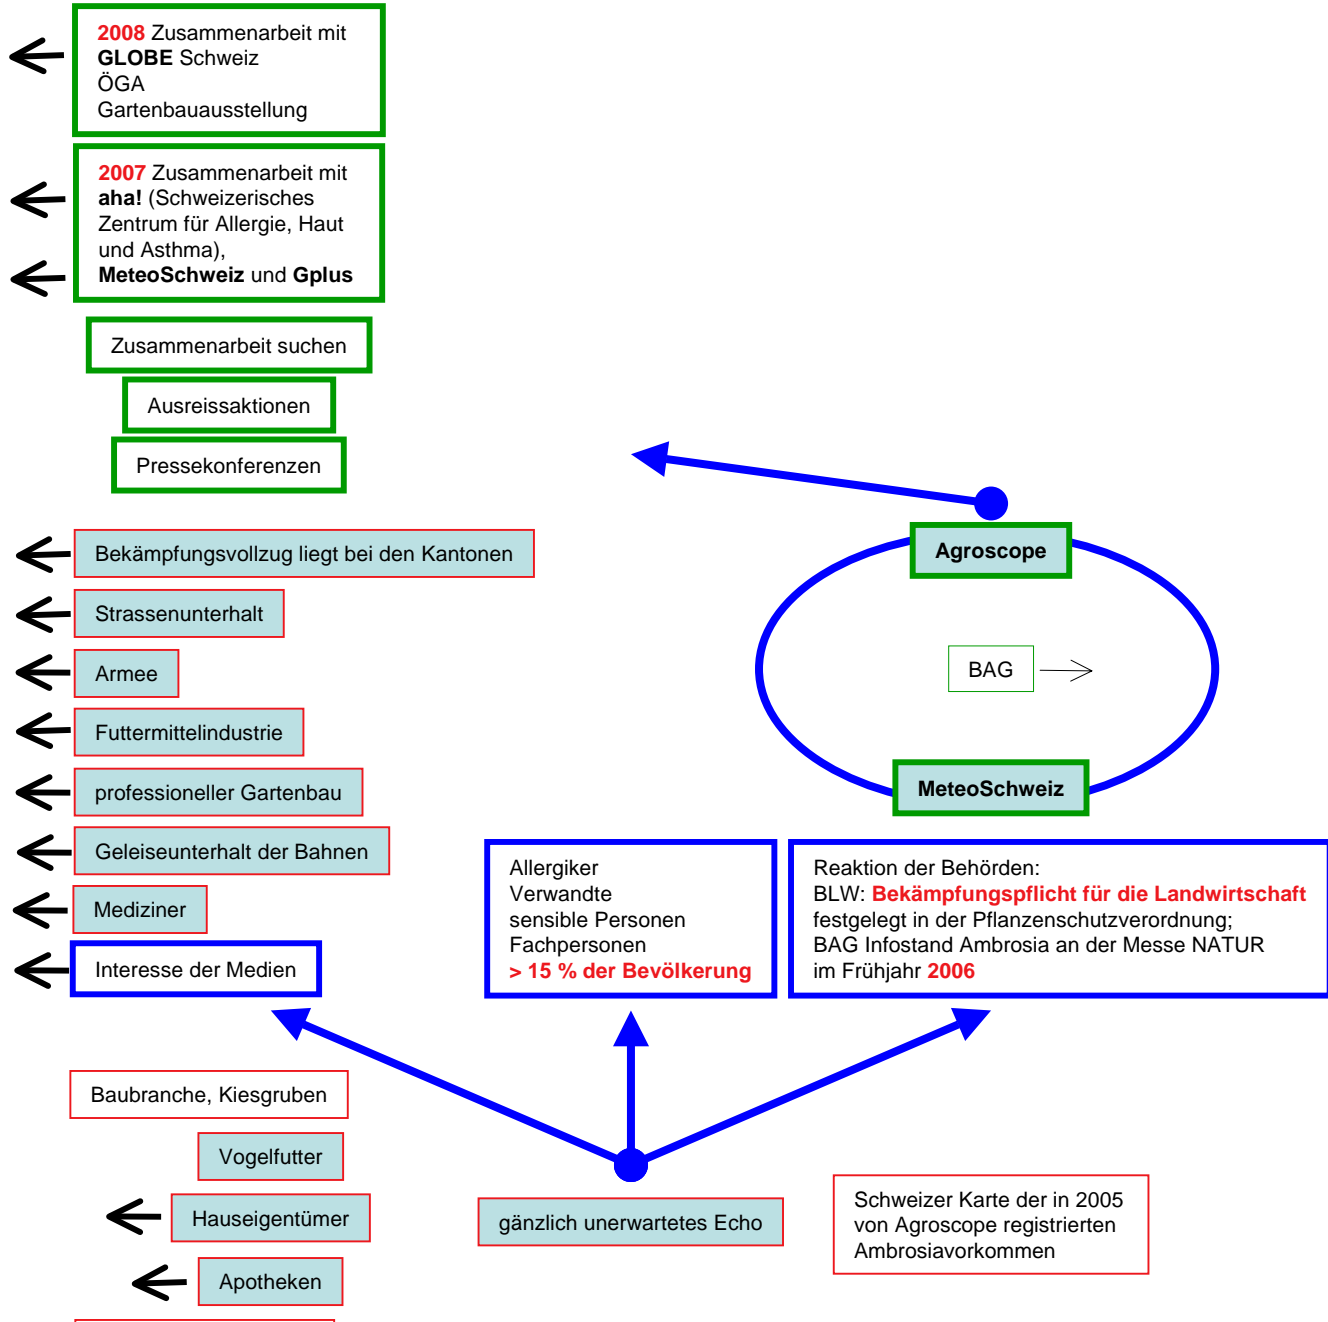 2008 Zusammenarbeit mit
GLOBE Schweiz
ÖGA
Gartenbauausstellung
2007 Zusammenarbeit mit
aha! (Schweizerisches
Zentrum für Allergie, Haut
und Asthma),
MeteoSchweiz und Gplus
Zusammenarbeit suchen
Ausreissaktionen
Pressekonferenzen
Bekämpfungsvollzug liegt bei den Kantonen
Strassenunterhalt
Armee
Futtermittelindustrie
professioneller Gartenbau
Geleiseunterhalt der Bahnen
Mediziner
Interesse der Medien
Agroscope
BAG
MeteoSchweiz
Allergiker
Verwandte
sensible Personen
Fachpersonen
> 15 % der Bevölkerung
Reaktion der Behörden:
BLW: Bekämpfungspflicht für die Landwirtschaft
festgelegt in der Pflanzenschutzverordnung;
BAG Infostand Ambrosia an der Messe NATUR
im Frühjahr 2006
Baubranche, Kiesgruben
Vogelfutter
Hauseigentümer
Apotheken
gänzlich unerwartetes Echo
Schweizer Karte der in 2005
von Agroscope registrierten
Ambrosiavorkommen